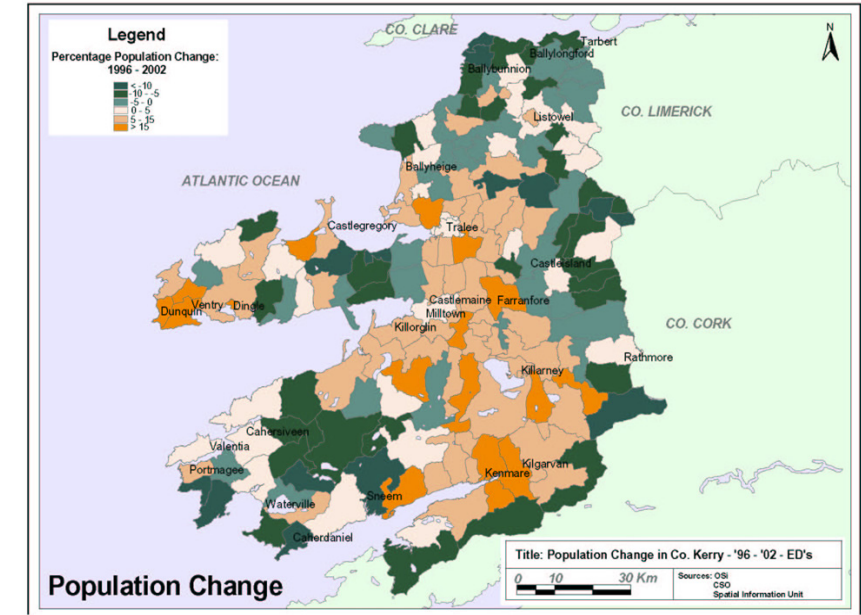 Legend
Percentage Population Change:
1996 - 2002
< -10
-10 - -5
-5 - 0
0 - 5
5 - 15
> 15
CO. CLARE
Tarbert
Ballylongford
Ballybunnion
N
CO. LIMERICK
Listowel
Ballyheige
ATLANTIC OCEAN
Castlegregory
Tralee
Castleisland
Castlemaine
Farranfore
Ventry
Dingle
Dunquin
Milltown
Killorglin
CO. CORK
Rathmore
Killarney
Cahersiveen
Valentia
Portmagee
Kilgarvan
Kenmare
Sneem
Waterville
Caherdaniel
Title: Population Change in Co. Kerry - '96 - '02 - ED's
0 10 30 Km
Sources: OSi
CSO
Spatial Information Unit
Population Change